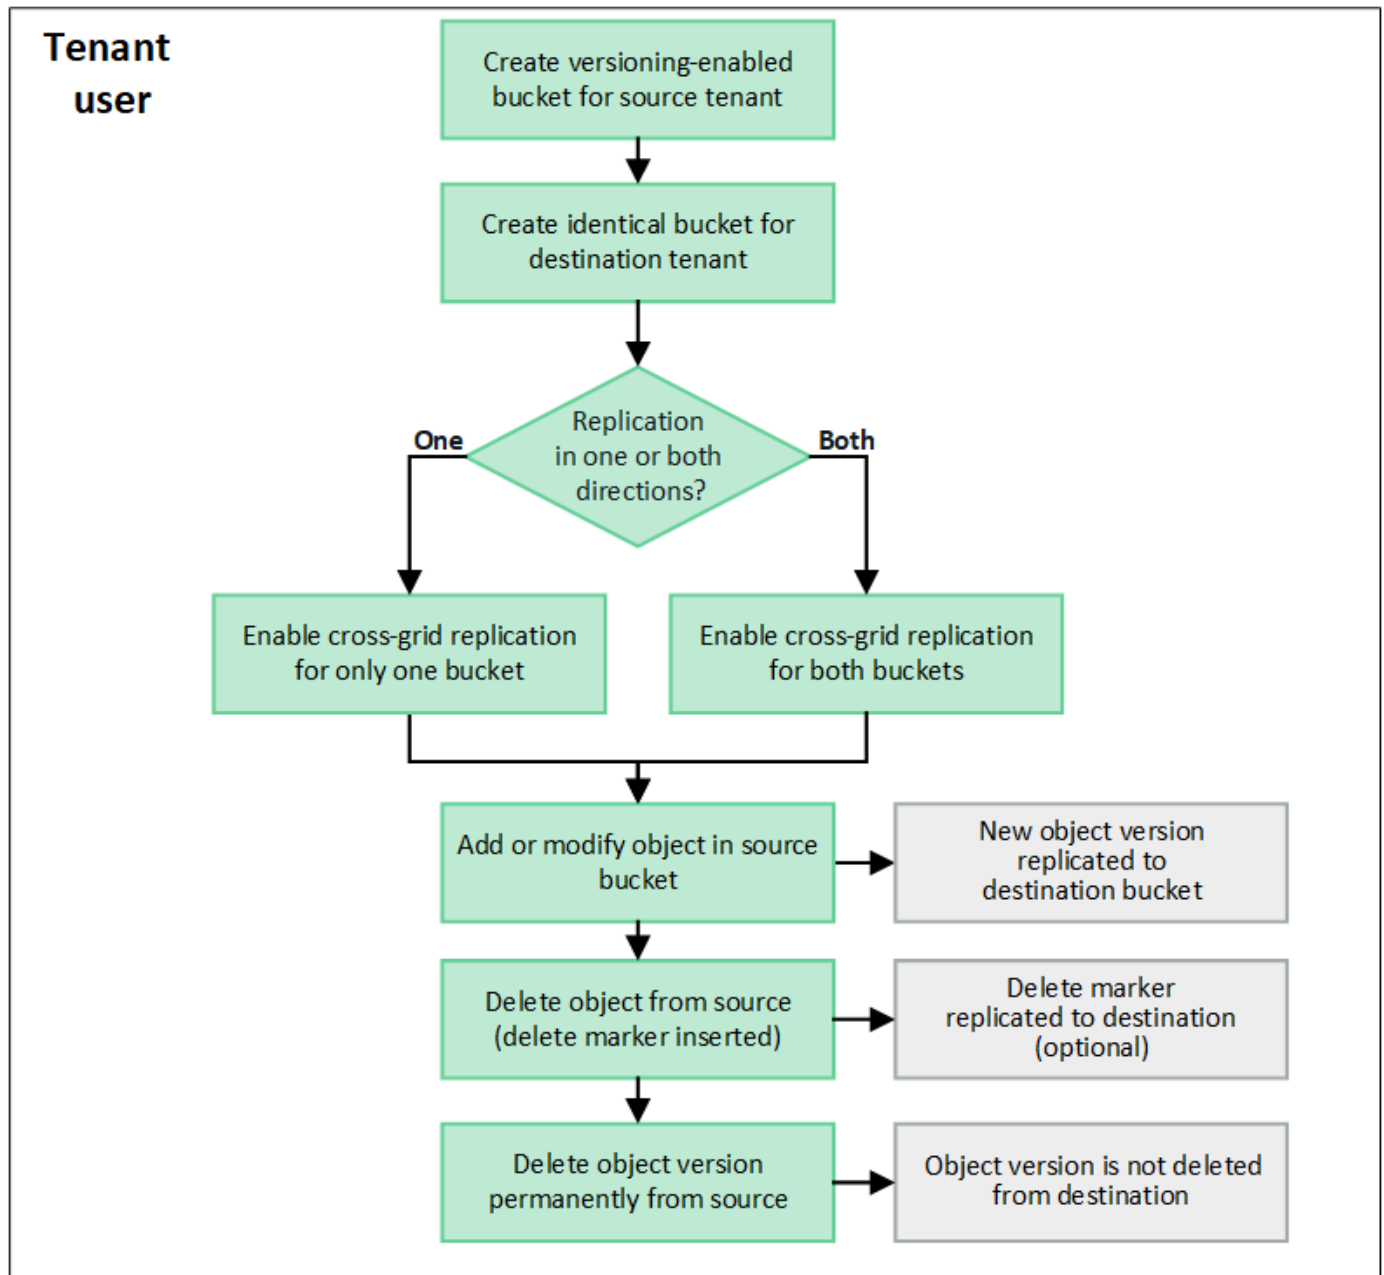 Tenant
user
Create versioning-enabled
bucket for source tenant
Create identical bucket for
destination tenant
Replication
in one or both
directions?
One
Both
Enable cross-grid replication
for only one bucket
Enable cross-grid replication
for both buckets
Add or modify object in source
bucket
New object version
replicated to
destination bucket
Delete object from source
(delete marker inserted)
Delete marker
replicated to destination
(optional)
Delete object version
permanently from source
Object version is not deleted
from destination